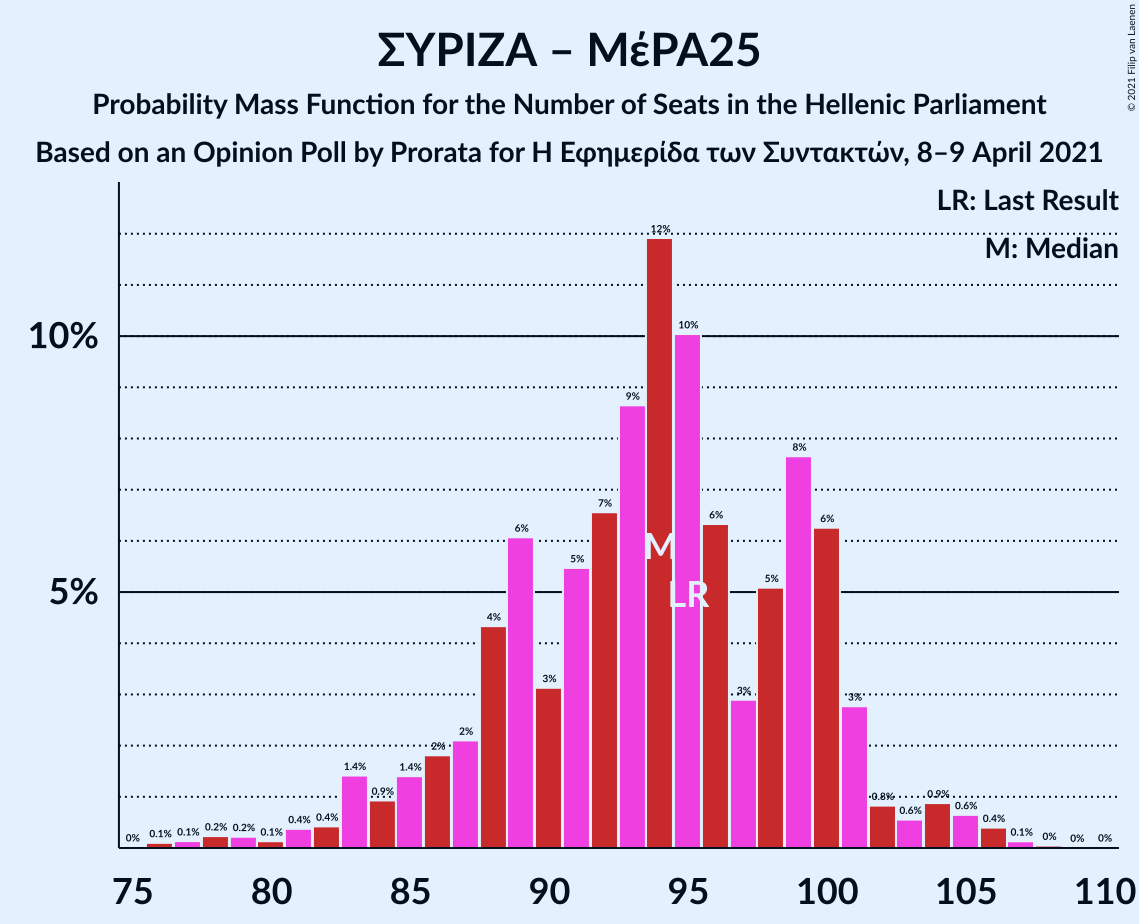 ΣΥΡΙΖΑ – ΜέΡΑ25
Probability Mass Function for the Number of Seats in the Hellenic Parliament
Based on an Opinion Poll by Prorata for Η Εφημερίδα των Συντακτών, 8–9 April 2021
© 2021 Filip van Laenen
LR: Last Result
M: Median
10%
5%
0% 0.1% 0.1% 0.2% 0.2% 0.1% 0.4% 0.4% 1.4% 0.9% 1.4% 2% 2% 4% 6% 3% 5% 7% 9% 12% 10% 6% 3% 5% 8% 6% 3% 0.8% 0.6% 0.9% 0.6% 0.4% 0.1% 0% 0% 0%
M
LR
75 80 85 90 95 100 105 110